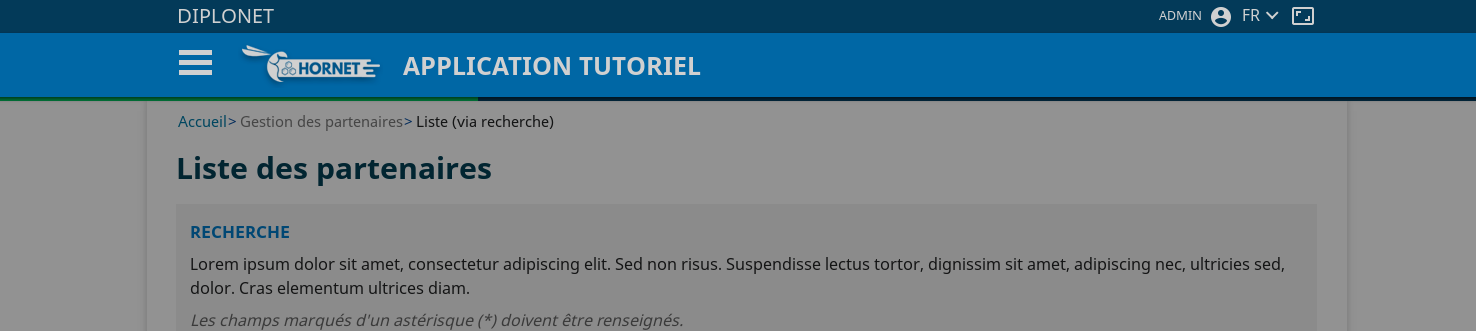 DIPLONET
ADMIN FR
HORNET APPLICATION TUTORIEL
Accueil> Gestion des partenaires> Liste (via recherche)
Liste des partenaires
RECHERCHE
Lorem ipsum dolor sit amet, consectetur adipiscing elit. Sed non risus. Suspendisse lectus tortor, dignissim sit amet, adipiscing nec, ultricies sed,
dolor. Cras elementum ultrices diam.
Les champs marqués d'un astérisque (*) doivent être renseignés.